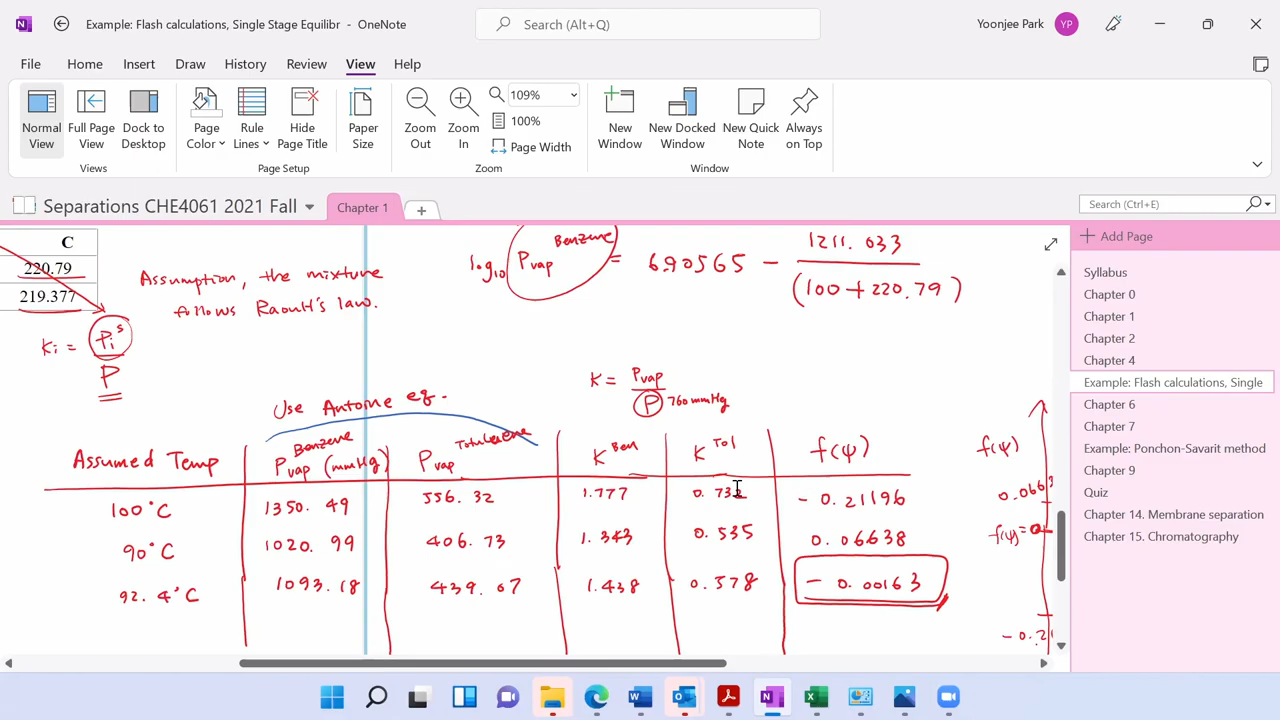 Example: Flash calculations, Single Stage Equilibr - OneNote
Search (Alt+Q)
Yoonjee Park
YP
File Home Insert Draw History Review View Help
Normal View
Full Page View
Dock to Desktop
Views
Page Color
Rule Lines
Hide Page Title
Paper Size
Page Setup
Zoom Out
Zoom In
109%
100%
Page Width
Zoom
New Window
New Docked Window
New Quick Note
Always on Top
Window
Separations CHE4061 2021 Fall
Chapter 1
Search (Ctrl+E)
Add Page
Syllabus
Chapter 0
Chapter 1
Chapter 2
Chapter 4
Example: Flash calculations, Single
Chapter 6
Chapter 7
Example: Ponchon-Savarit method
Chapter 9
Quiz
Chapter 14. Membrane separation
Chapter 15. Chromatography
C
220.79
219.377
Assumption, the mixture
follows Raoult's law.
Ki = Pi^s / P
log10 Pvap^Benzene = 6.90565 - 1211.033 / (100 + 220.79)
K = Pvap / P 760mmHg
Use Antoine eq.
Assumed Temp Pvap^Benzene (mmHg) Pvap K^Ben K^Tol f(ψ)
100°C 1350.49 556.32 1.777 0.732 - 0.21196
90°C 1020.99 406.73 1.343 0.535 0.06638
92.4°C 1093.18 439.07 1.438 0.578 - 0.00163
f(ψ)
0.0663
f(ψ)=0